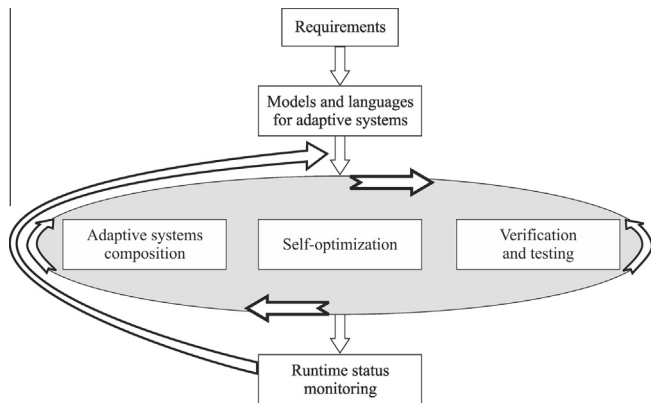 Requirements
Models and languages
for adaptive systems
Adaptive systems
composition
Self-optimization
Verification
and testing
Runtime status
monitoring